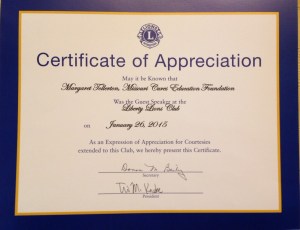 Certificate of Appreciation
May it be Known that
Margaret Tolleston, Missouri Cures Education Foundation
Was the Guest Speaker at the
Liberty Lions Club
on January 26, 2015
As an Expression of Appreciation for Courtesies
extended to this Club, we hereby present this Certificate.
Secretary
President